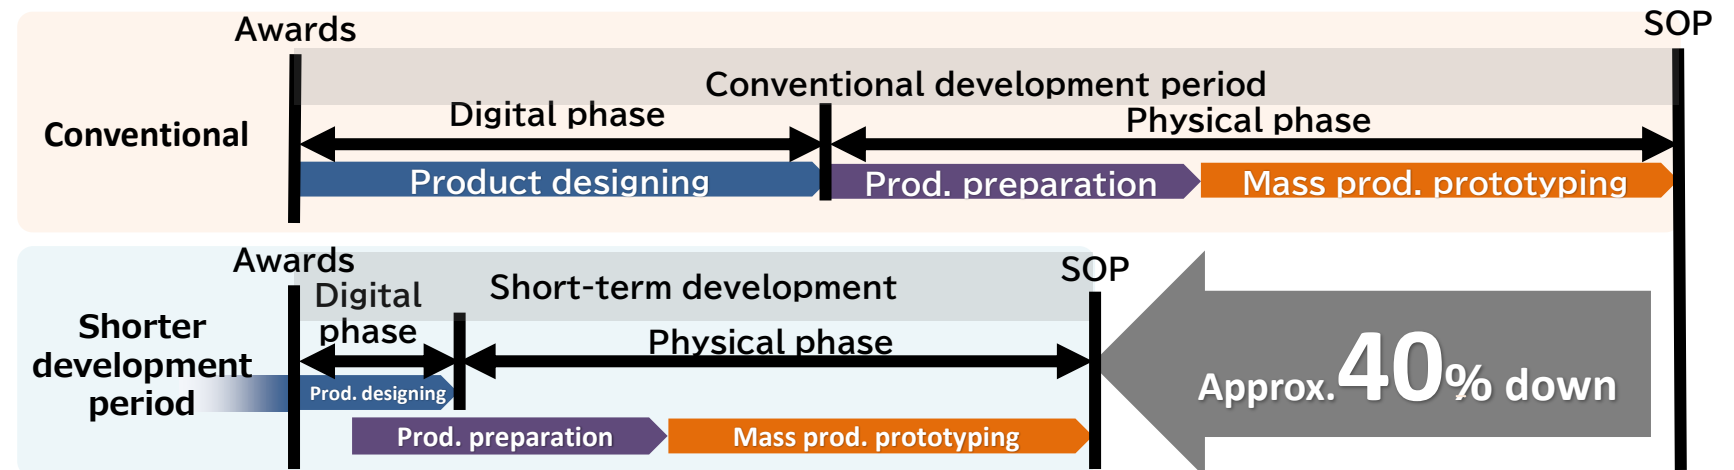 Awards
SOP
Conventional development period
Digital phase
Physical phase
Conventional
Product designing
Prod. preparation
Mass prod. prototyping
Awards
SOP
Digital
phase
Short-term development
Physical phase
Shorter
development
period
Prod. designing
Prod. preparation
Mass prod. prototyping
Approx. 40% down